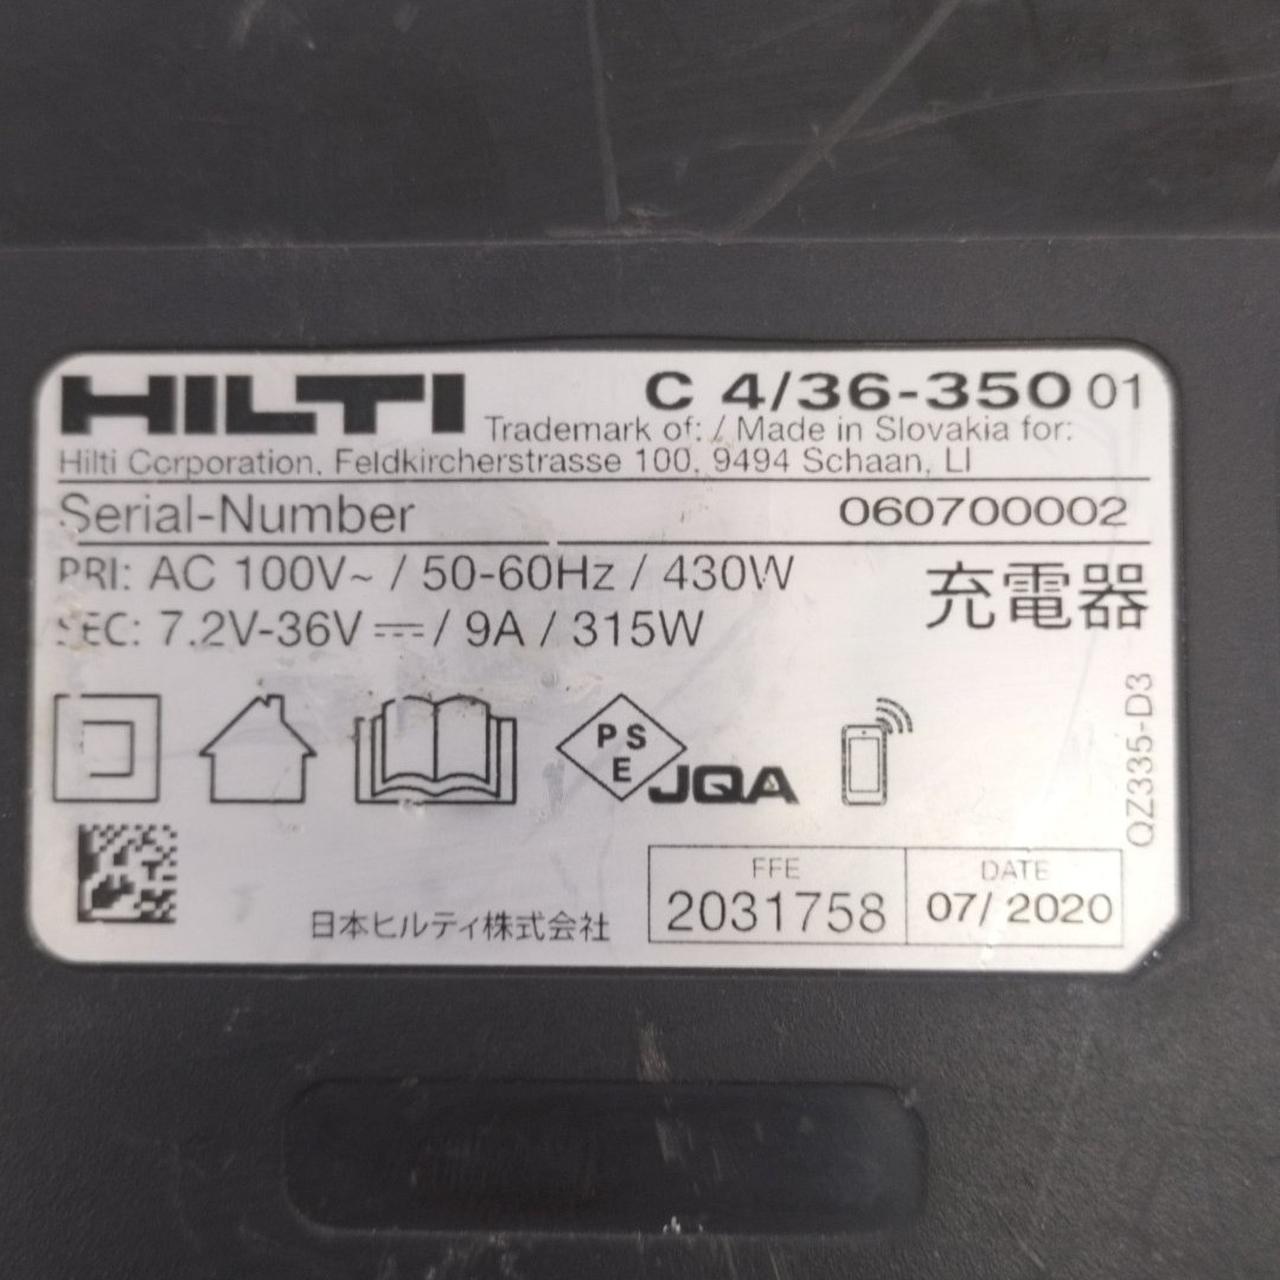 HILTI C 4/36-350 01
Trademark of: / Made in Slovakia for:
Hilti Corporation, Feldkircherstrasse 100, 9494 Schaan, LI
Serial-Number 060700002
PRI: AC 100V~ / 50-60Hz / 430W
SEC: 7.2V-36V ⎓ / 9A / 315W
充電器
PSE
JQA
QZ335-D3
日本ヒルティ株式会社
FFE
2031758
DATE
07/2020